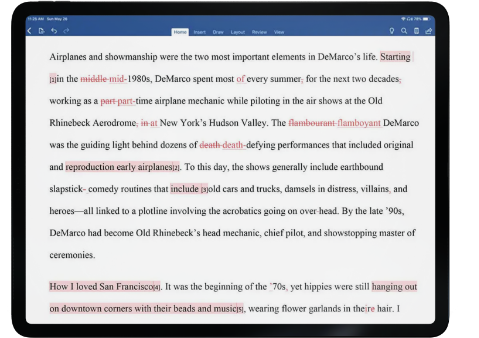 11:26 AM Sun May 26
Home Insert Draw Layout Review View
Airplanes and showmanship were the two most important elements in DeMarco's life. Starting
[1]in the middle mid-1980s, DeMarco spent most of every summer, for the next two decades,
working as a part part-time airplane mechanic while piloting in the air shows at the Old
Rhinebeck Aerodrome, in at New York's Hudson Valley. The flambourant flamboyant DeMarco
was the guiding light behind dozens of death death-defying performances that included original
and reproduction early airplanes[2]. To this day, the shows generally include earthbound
slapstick- comedy routines that include [3]old cars and trucks, damsels in distress, villains, and
heroes—all linked to a plotline involving the acrobatics going on over-head. By the late '90s,
DeMarco had become Old Rhinebeck's head mechanic, chief pilot, and showstopping master of
ceremonies.
How I loved San Francisco[4]. It was the beginning of the '70s, yet hippies were still hanging out
on downtown corners with their beads and music[5], wearing flower garlands in theire hair. I